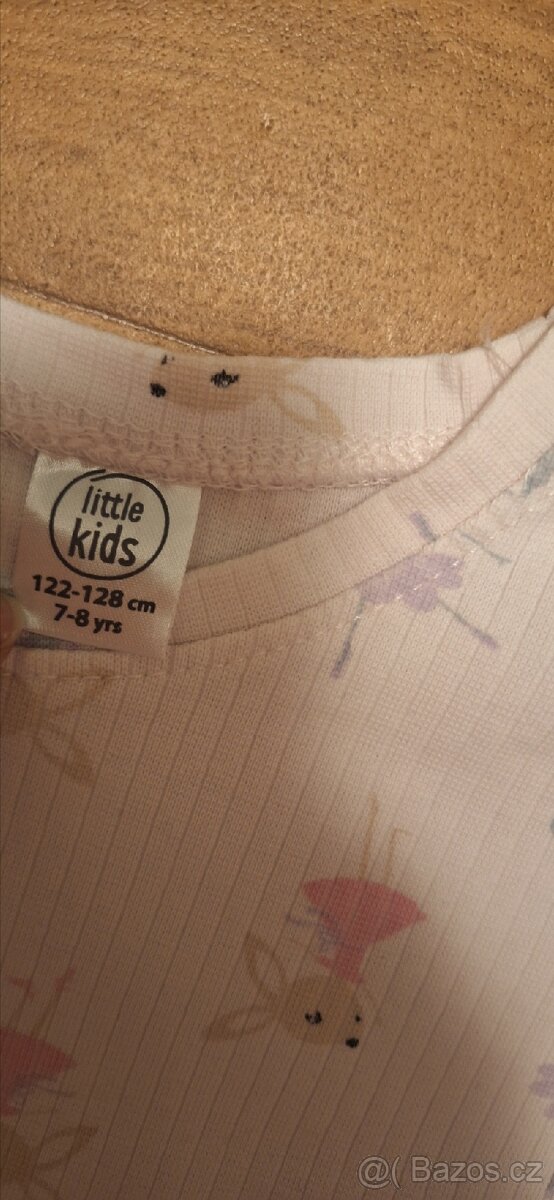 little
kids
122-128 cm
7-8 yrs
@( Bazos.cz